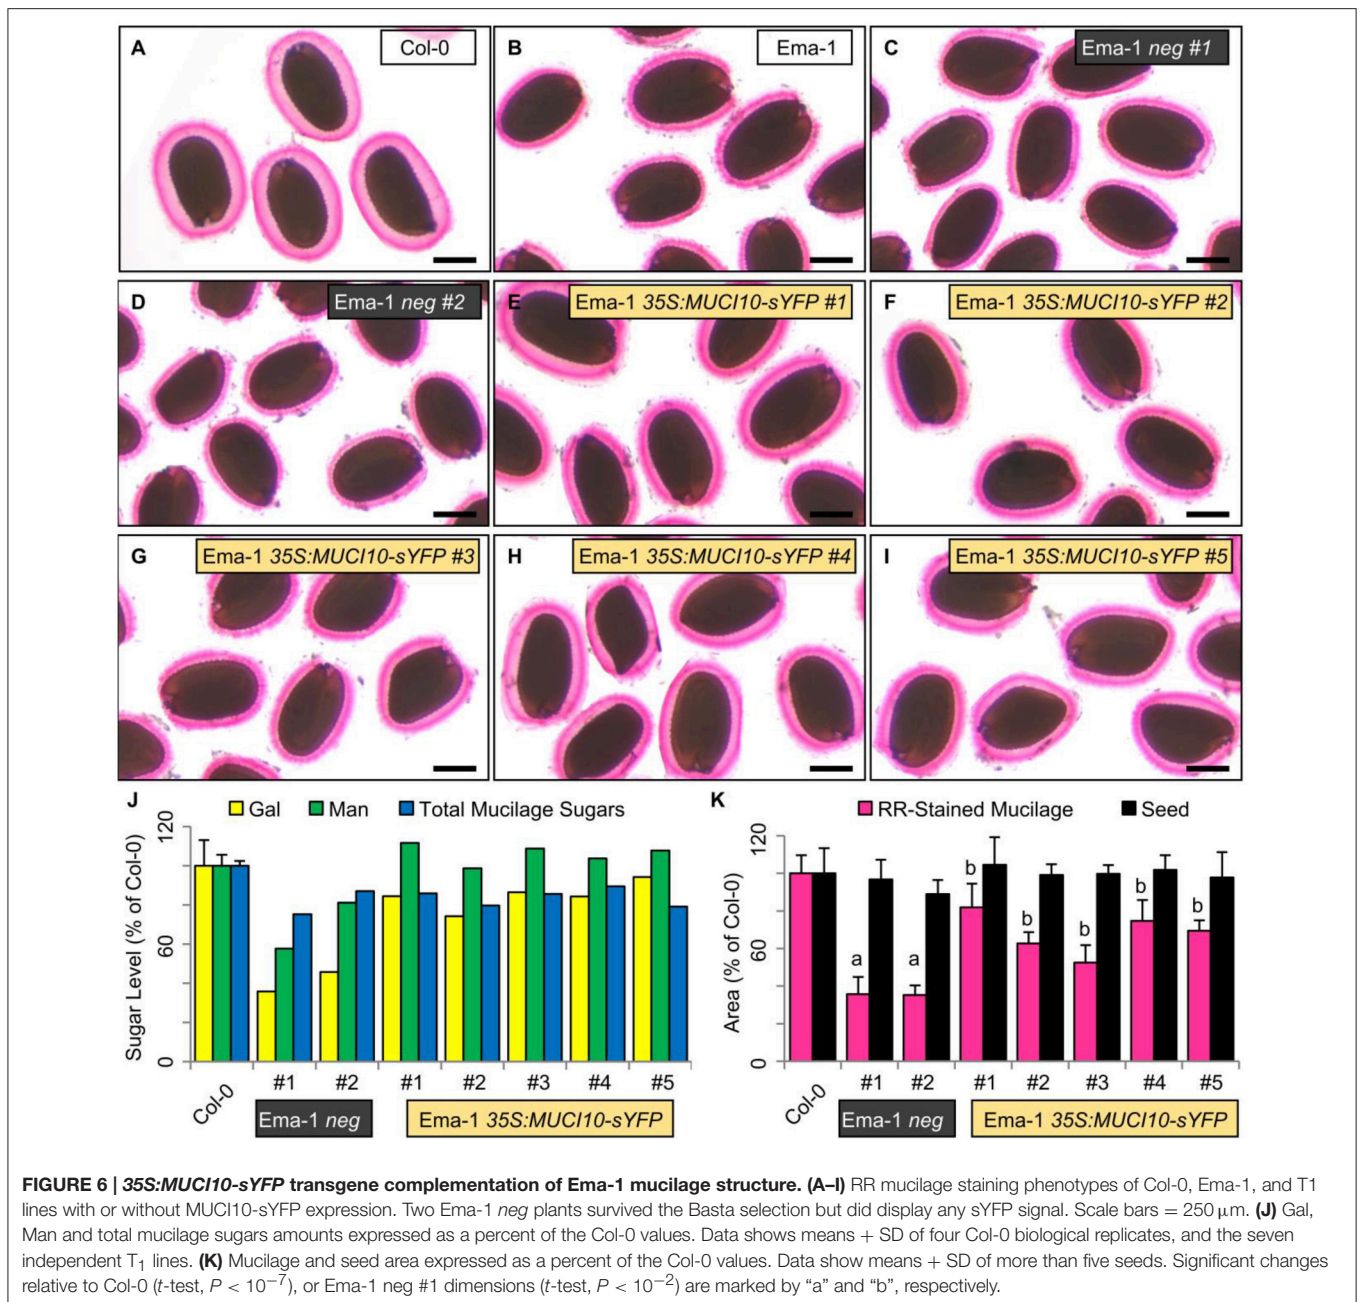 A
Col-0
B
Ema-1
C
Ema-1 neg #1
D
Ema-1 neg #2
E
Ema-1 35S:MUCI10-sYFP #1
F
Ema-1 35S:MUCI10-sYFP #2
G
Ema-1 35S:MUCI10-sYFP #3
H
Ema-1 35S:MUCI10-sYFP #4
I
Ema-1 35S:MUCI10-sYFP #5
J
Gal Man Total Mucilage Sugars
Sugar Level (% of Col-0)
120
60
0
Col-0 #1 #2 #1 #2 #3 #4 #5
Ema-1 neg Ema-1 35S:MUCI10-sYFP
K
RR-Stained Mucilage Seed
Area (% of Col-0)
120
60
0
a a b b b b b
Col-0 #1 #2 #1 #2 #3 #4 #5
Ema-1 neg Ema-1 35S:MUCI10-sYFP
FIGURE 6 | 35S:MUCI10-sYFP transgene complementation of Ema-1 mucilage structure. (A–I) RR mucilage staining phenotypes of Col-0, Ema-1, and T1
lines with or without MUCI10-sYFP expression. Two Ema-1 neg plants survived the Basta selection but did display any sYFP signal. Scale bars = 250 μm. (J) Gal,
Man and total mucilage sugars amounts expressed as a percent of the Col-0 values. Data shows means + SD of four Col-0 biological replicates, and the seven
independent T₁ lines. (K) Mucilage and seed area expressed as a percent of the Col-0 values. Data show means + SD of more than five seeds. Significant changes
relative to Col-0 (t-test, P < 10⁻⁷), or Ema-1 neg #1 dimensions (t-test, P < 10⁻²) are marked by “a” and “b”, respectively.